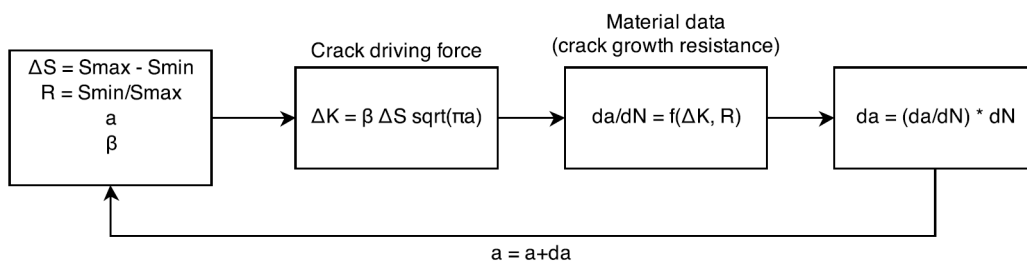 ΔS = Smax - Smin
R = Smin/Smax
a
β
Crack driving force
ΔK = β ΔS sqrt(πa)
Material data
(crack growth resistance)
da/dN = f(ΔK, R)
da = (da/dN) * dN
a = a+da